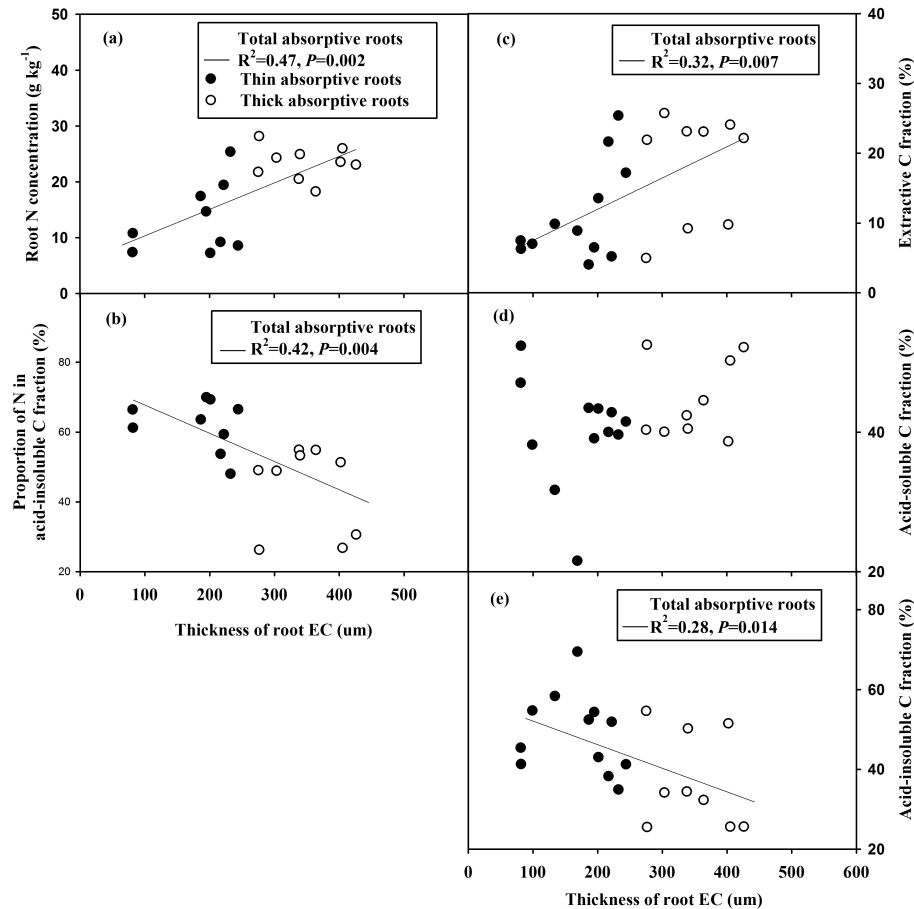 (a)
Total absorptive roots
R²=0.47, P=0.002
Thin absorptive roots
Thick absorptive roots
50
40
30
20
10
0
Root N concentration (g kg⁻¹)
(c)
Total absorptive roots
R²=0.32, P=0.007
40
30
20
10
0
Extractive C fraction (%)
(b)
Total absorptive roots
R²=0.42, P=0.004
80
60
40
20
Proportion of N in
acid-insoluble C fraction (%)
0 100 200 300 400 500
Thickness of root EC (um)
(d)
40
20
Acid-soluble C fraction (%)
(e)
Total absorptive roots
R²=0.28, P=0.014
80
60
40
20
Acid-insoluble C fraction (%)
0 100 200 300 400 500 600
Thickness of root EC (um)